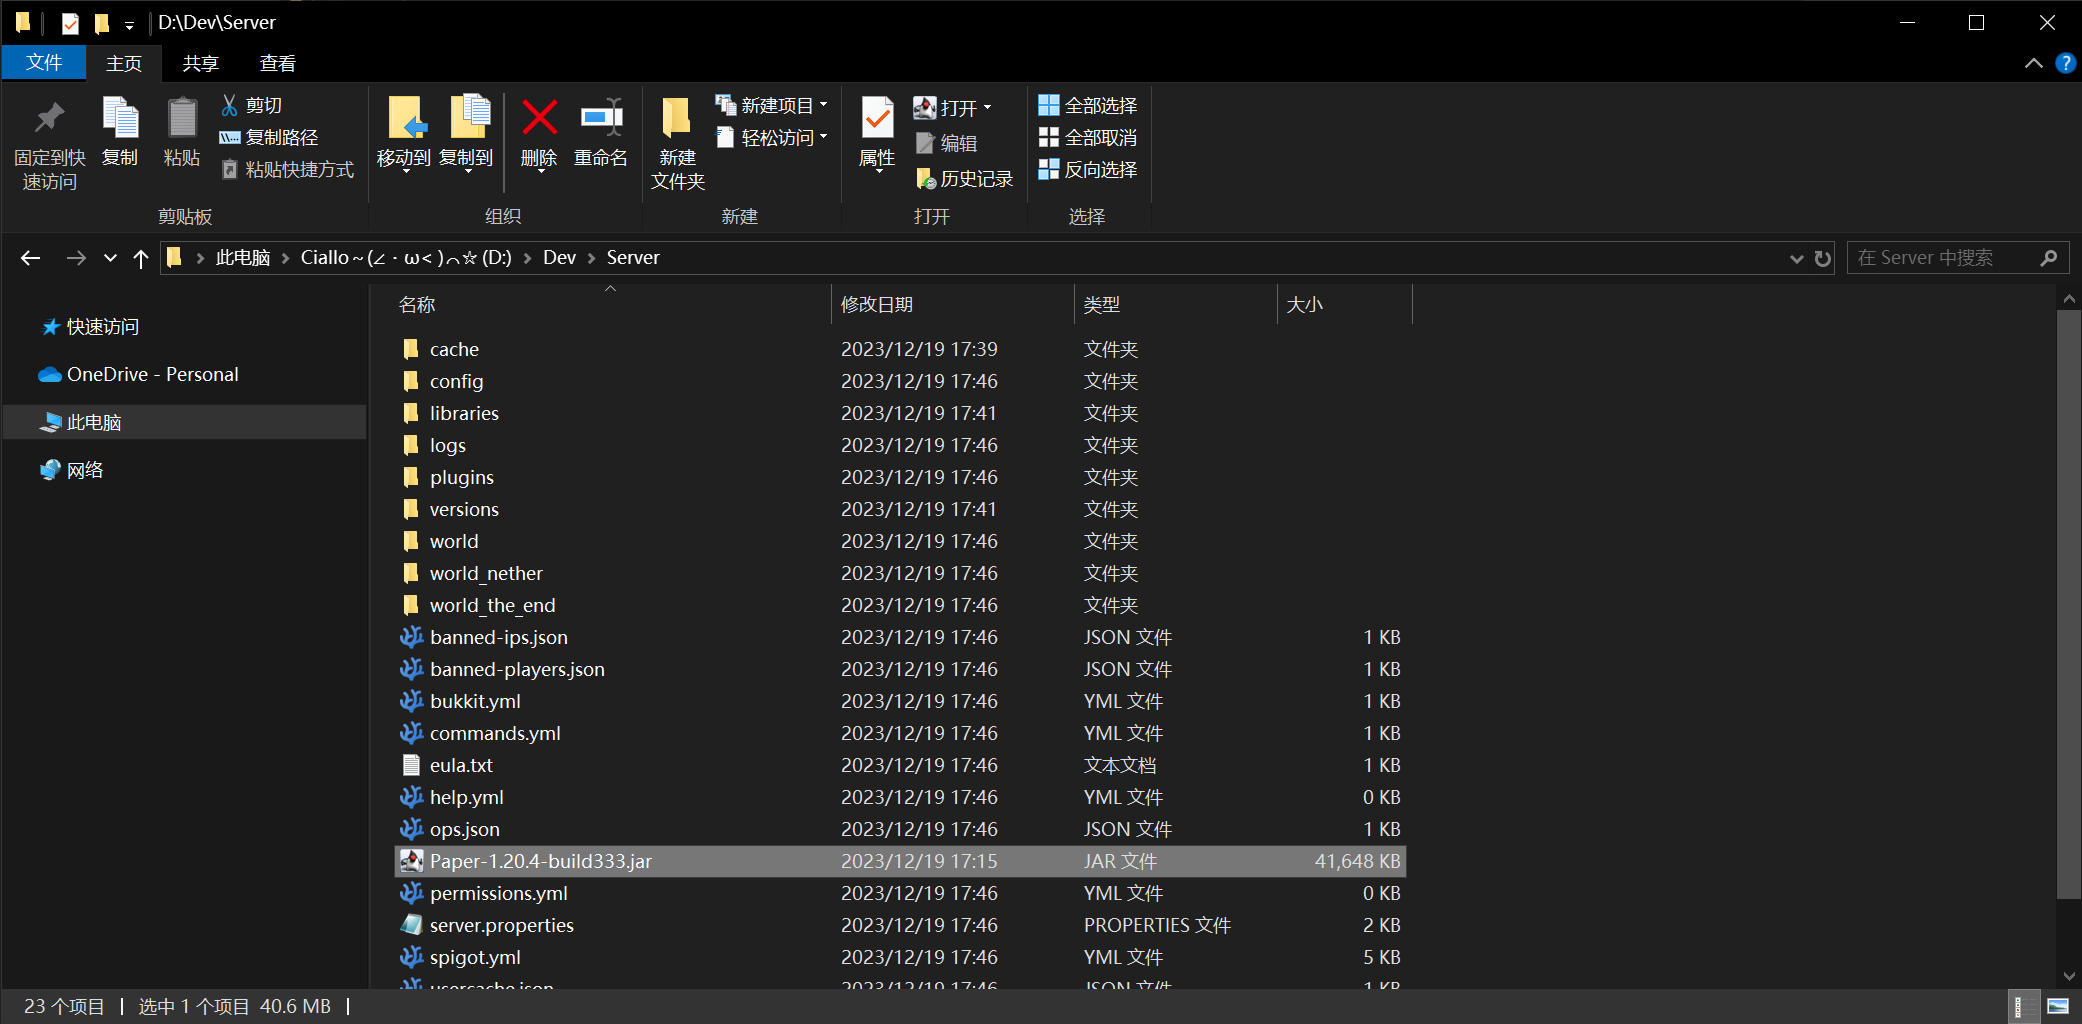 D:\Dev\Server
文件 主页 共享 查看
固定到快速访问
复制
粘贴
剪切
复制路径
粘贴快捷方式
剪贴板
移动到 复制到 删除 重命名
组织
新建文件夹
新建项目
轻松访问
新建
属性
打开
编辑
历史记录
打开
全部选择
全部取消
反向选择
选择
此电脑 Ciallo～(∠・ω< )⌒☆ (D:) Dev Server
在 Server 中搜索
快速访问
OneDrive - Personal
此电脑
网络
名称 修改日期 类型 大小
cache 2023/12/19 17:39 文件夹
config 2023/12/19 17:46 文件夹
libraries 2023/12/19 17:41 文件夹
logs 2023/12/19 17:46 文件夹
plugins 2023/12/19 17:46 文件夹
versions 2023/12/19 17:41 文件夹
world 2023/12/19 17:46 文件夹
world_nether 2023/12/19 17:46 文件夹
world_the_end 2023/12/19 17:46 文件夹
banned-ips.json 2023/12/19 17:46 JSON 文件 1 KB
banned-players.json 2023/12/19 17:46 JSON 文件 1 KB
bukkit.yml 2023/12/19 17:46 YML 文件 1 KB
commands.yml 2023/12/19 17:46 YML 文件 1 KB
eula.txt 2023/12/19 17:46 文本文档 1 KB
help.yml 2023/12/19 17:46 YML 文件 0 KB
ops.json 2023/12/19 17:46 JSON 文件 1 KB
Paper-1.20.4-build333.jar 2023/12/19 17:15 JAR 文件 41,648 KB
permissions.yml 2023/12/19 17:46 YML 文件 0 KB
server.properties 2023/12/19 17:46 PROPERTIES 文件 2 KB
spigot.yml 2023/12/19 17:46 YML 文件 5 KB
usercache.json 2023/12/19 17:46 JSON 文件 1 KB
23 个项目 选中 1 个项目 40.6 MB